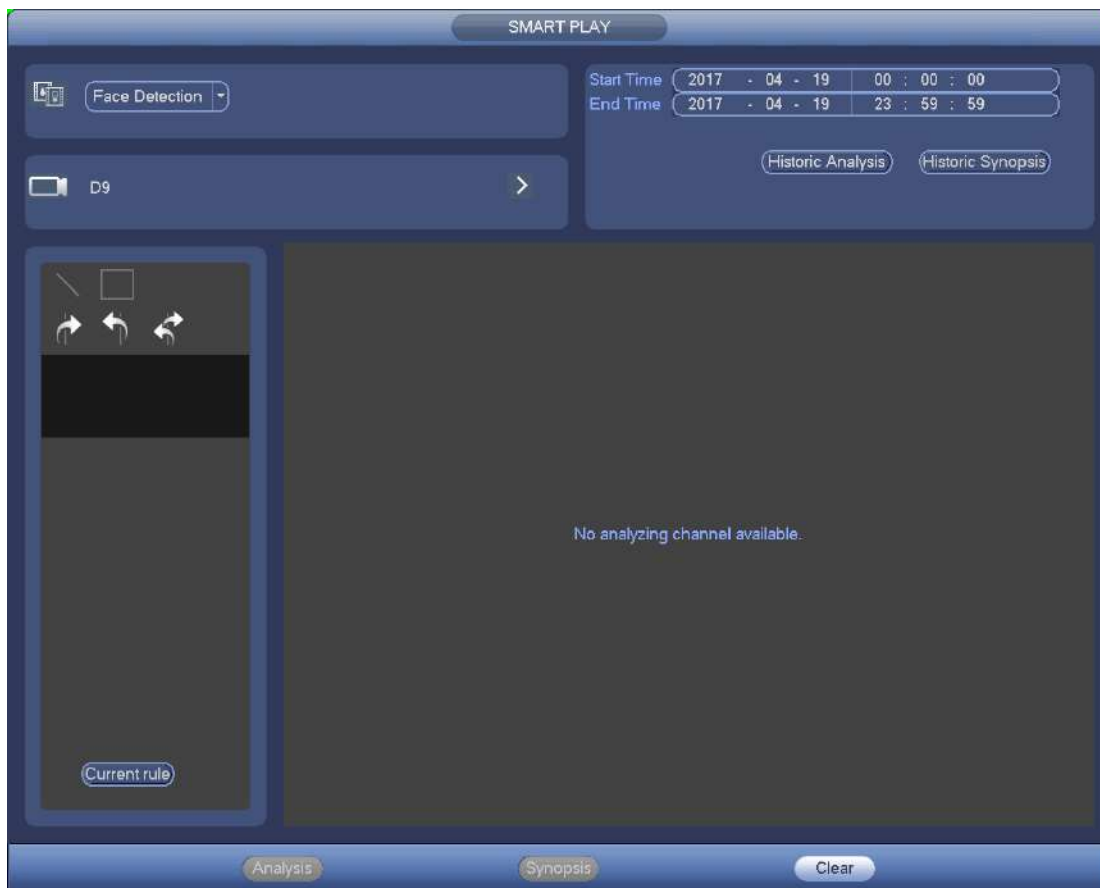 SMART PLAY
Face Detection
Start Time 2017 - 04 - 19 00 : 00 : 00
End Time 2017 - 04 - 19 23 : 59 : 59
Historic Analysis Historic Synopsis
D9
No analyzing channel available.
Current rule
Analysis Synopsis Clear